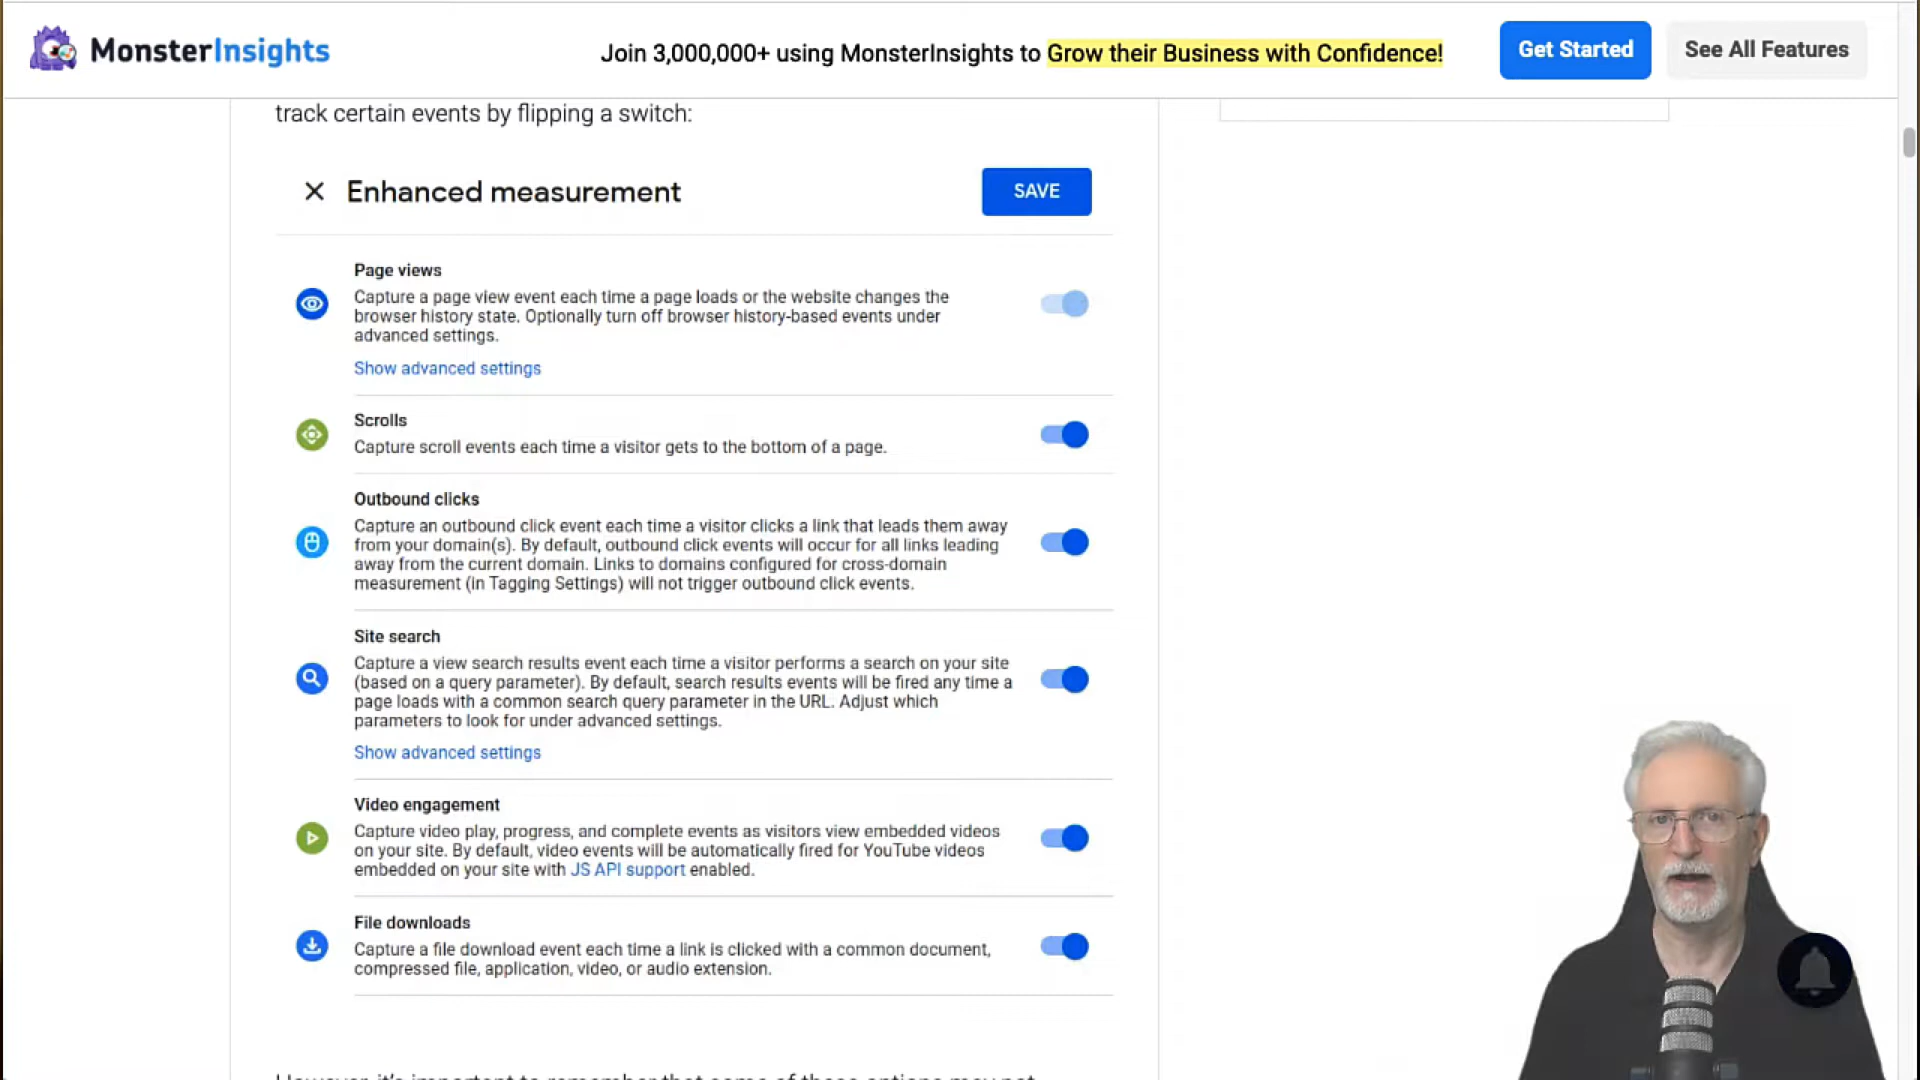 MonsterInsights
Join 3,000,000+ using MonsterInsights to Grow their Business with Confidence!
Get Started
See All Features
track certain events by flipping a switch:
Enhanced measurement
SAVE
Page views
Capture a page view event each time a page loads or the website changes the
browser history state. Optionally turn off browser history-based events under
advanced settings.
Show advanced settings
Scrolls
Capture scroll events each time a visitor gets to the bottom of a page.
Outbound clicks
Capture an outbound click event each time a visitor clicks a link that leads them away
from your domain(s). By default, outbound click events will occur for all links leading
away from the current domain. Links to domains configured for cross-domain
measurement (in Tagging Settings) will not trigger outbound click events.
Site search
Capture a view search results event each time a visitor performs a search on your site
(based on a query parameter). By default, search results events will be fired any time a
page loads with a common search query parameter in the URL. Adjust which
parameters to look for under advanced settings.
Show advanced settings
Video engagement
Capture video play, progress, and complete events as visitors view embedded videos
on your site. By default, video events will be automatically fired for YouTube videos
embedded on your site with JS API support enabled.
File downloads
Capture a file download event each time a link is clicked with a common document,
compressed file, application, video, or audio extension.
However, it's important to remember that some of these options may not